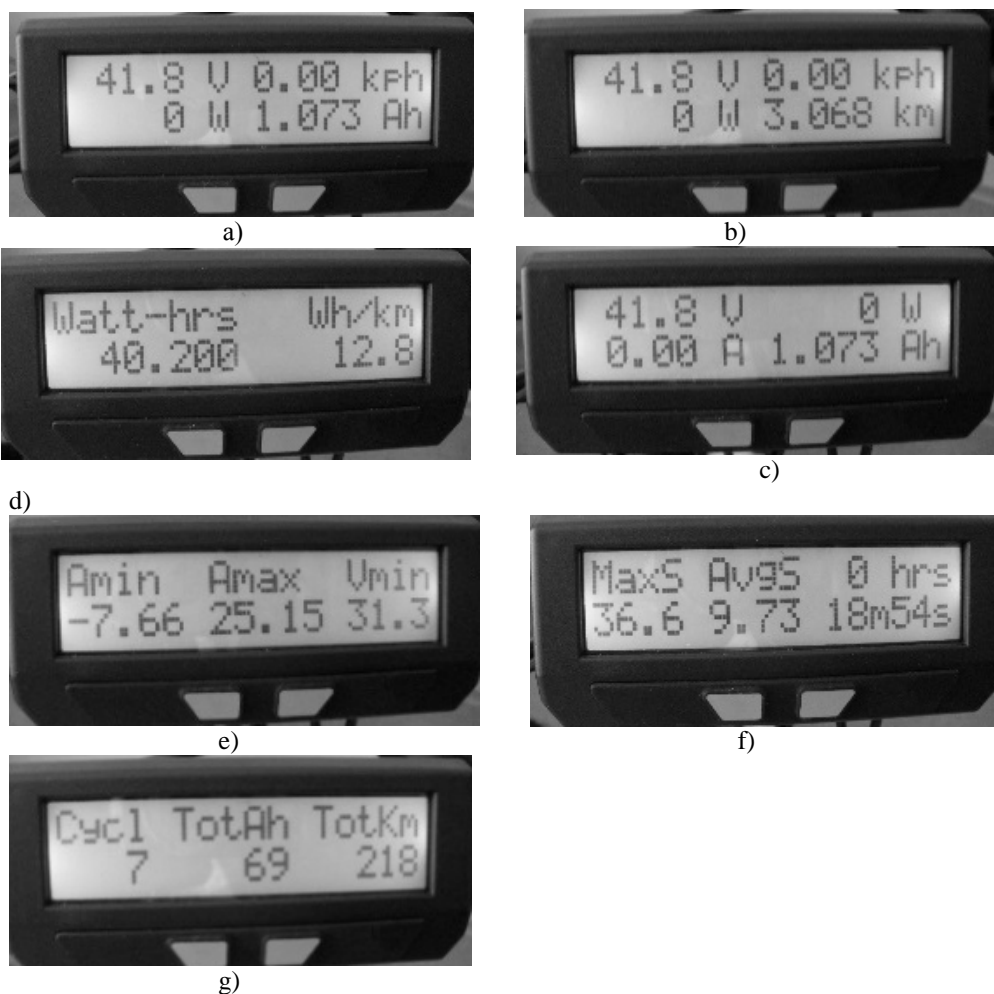 41.8 V 0.00 kph
0 W 1.073 Ah
a)
41.8 V 0.00 kph
0 W 3.068 km
b)
Watt-hrs Wh/km
40.200 12.8
d)
41.8 V 0 W
0.00 A 1.073 Ah
c)
Amin Amax Vmin
-7.66 25.15 31.3
e)
MaxS AvgS 0 hrs
36.6 9.73 18m54s
f)
Cycl TotAh TotKm
7 69 218
g)